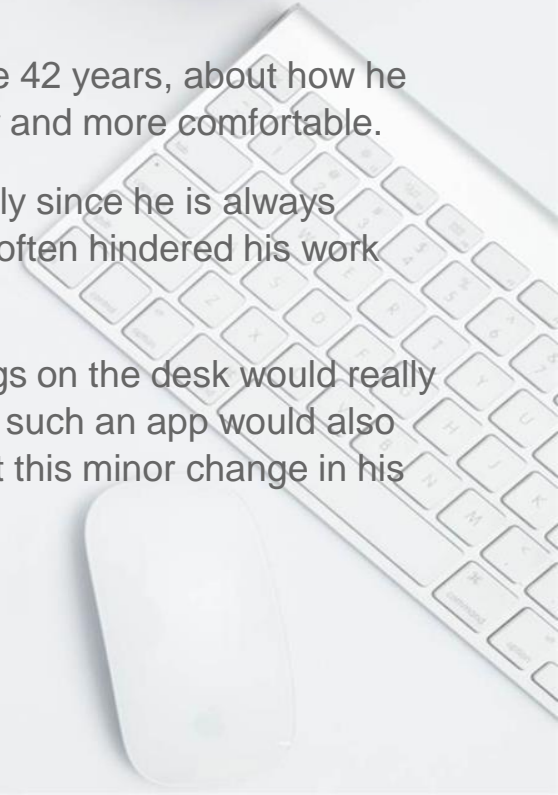 e 42 years, about how he
and more comfortable.
ly since he is always
often hindered his work
gs on the desk would really
such an app would also
t this minor change in his